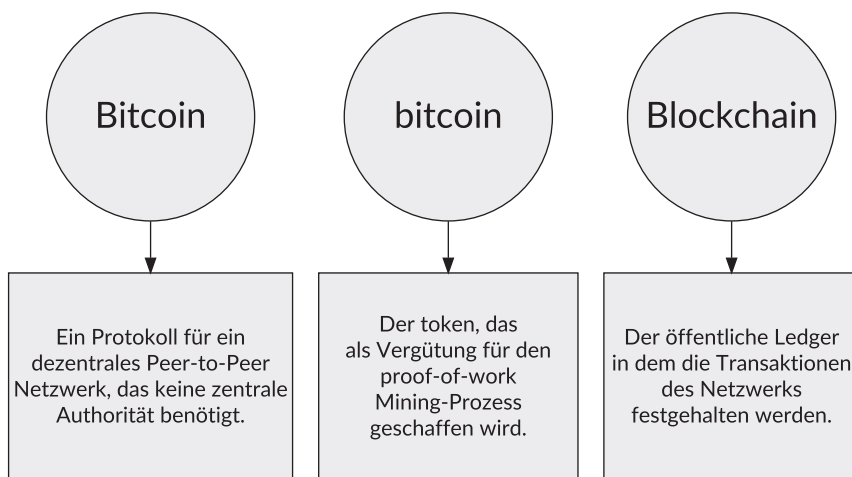 Bitcoin
bitcoin
Blockchain
Ein Protokoll für ein
dezentrales Peer-to-Peer
Netzwerk, das keine zentrale
Authorität benötigt.
Der token, das
als Vergütung für den
proof-of-work
Mining-Prozess
geschaffen wird.
Der öffentliche Ledger
in dem die Transaktionen
des Netzwerks
festgehalten werden.